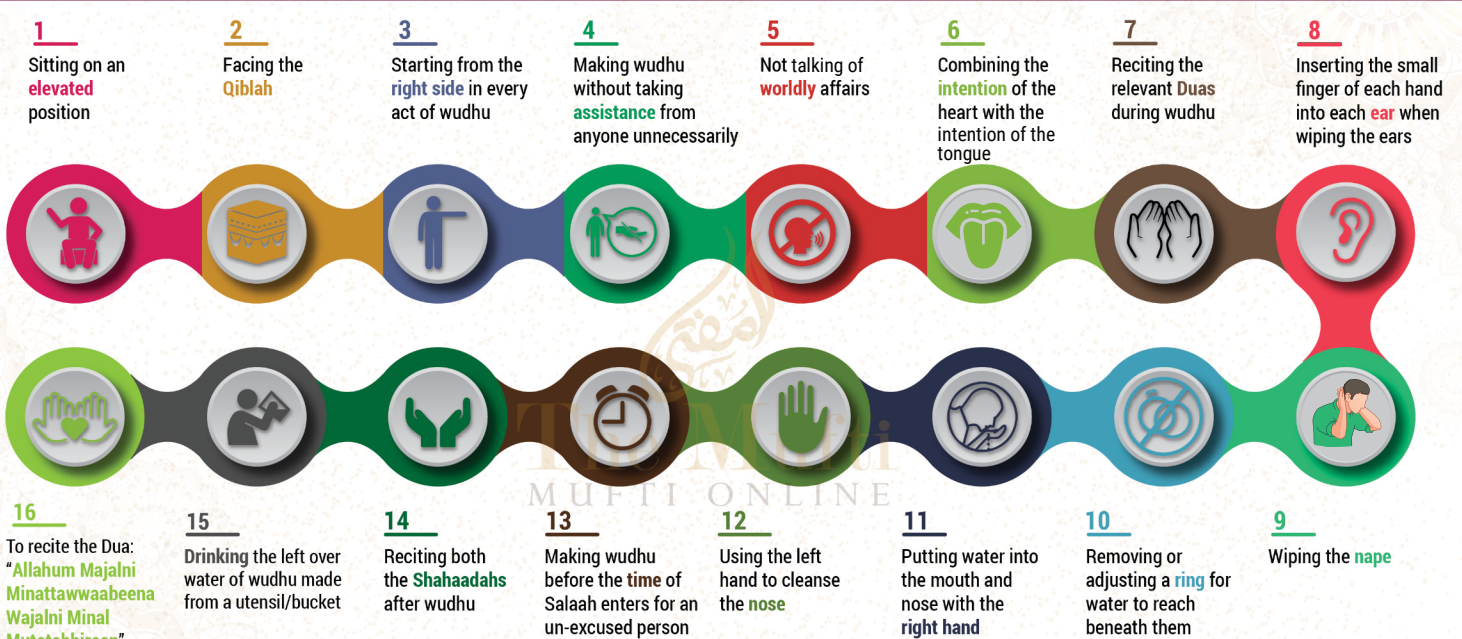 1
Sitting on an
elevated
position
2
Facing the
Qiblah
3
Starting from the
right side in every
act of wudhu
4
Making wudhu
without taking
assistance from
anyone unnecessarily
5
Not talking of
worldly affairs
6
Combining the
intention of the
heart with the
intention of the
tongue
7
Reciting the
relevant Duas
during wudhu
8
Inserting the small
finger of each hand
into each ear when
wiping the ears
The Mufti
MUFTI ONLINE
16
To recite the Dua:
“Allahum Majalni
Minattawwaabeena
Wajalni Minal
15
Drinking the left over
water of wudhu made
from a utensil/bucket
14
Reciting both
the Shahaadahs
after wudhu
13
Making wudhu
before the time of
Salaah enters for an
un-excused person
12
Using the left
hand to cleanse
the nose
11
Putting water into
the mouth and
nose with the
right hand
10
Removing or
adjusting a ring for
water to reach
beneath them
9
Wiping the nape